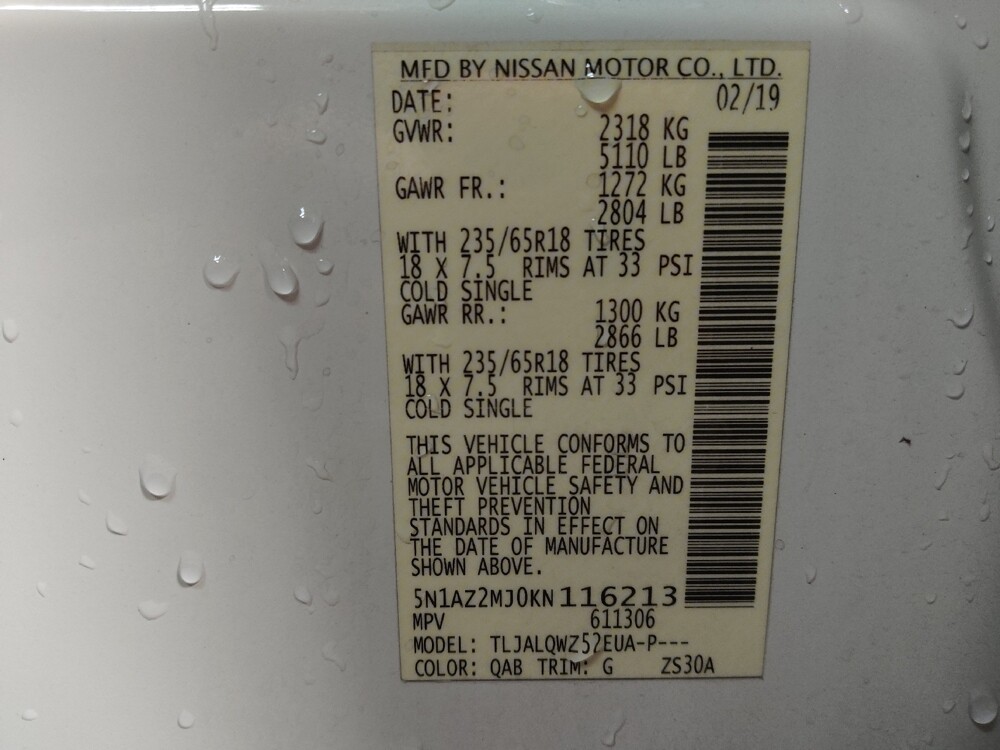 MFD BY NISSAN MOTOR CO., LTD.
DATE: 02/19
GVWR: 2318 KG
5110 LB
GAWR FR.: 1272 KG
2804 LB
WITH 235/65R18 TIRES
18 X 7.5 RIMS AT 33 PSI
COLD SINGLE
GAWR RR.: 1300 KG
2866 LB
WITH 235/65R18 TIRES
18 X 7.5 RIMS AT 33 PSI
COLD SINGLE
THIS VEHICLE CONFORMS TO
ALL APPLICABLE FEDERAL
MOTOR VEHICLE SAFETY AND
THEFT PREVENTION
STANDARDS IN EFFECT ON
THE DATE OF MANUFACTURE
SHOWN ABOVE.
5N1AZ2MJ0KN116213
MPV 611306
MODEL: TLJALQWZ52EUA-P---
COLOR: QAB TRIM: G ZS30A